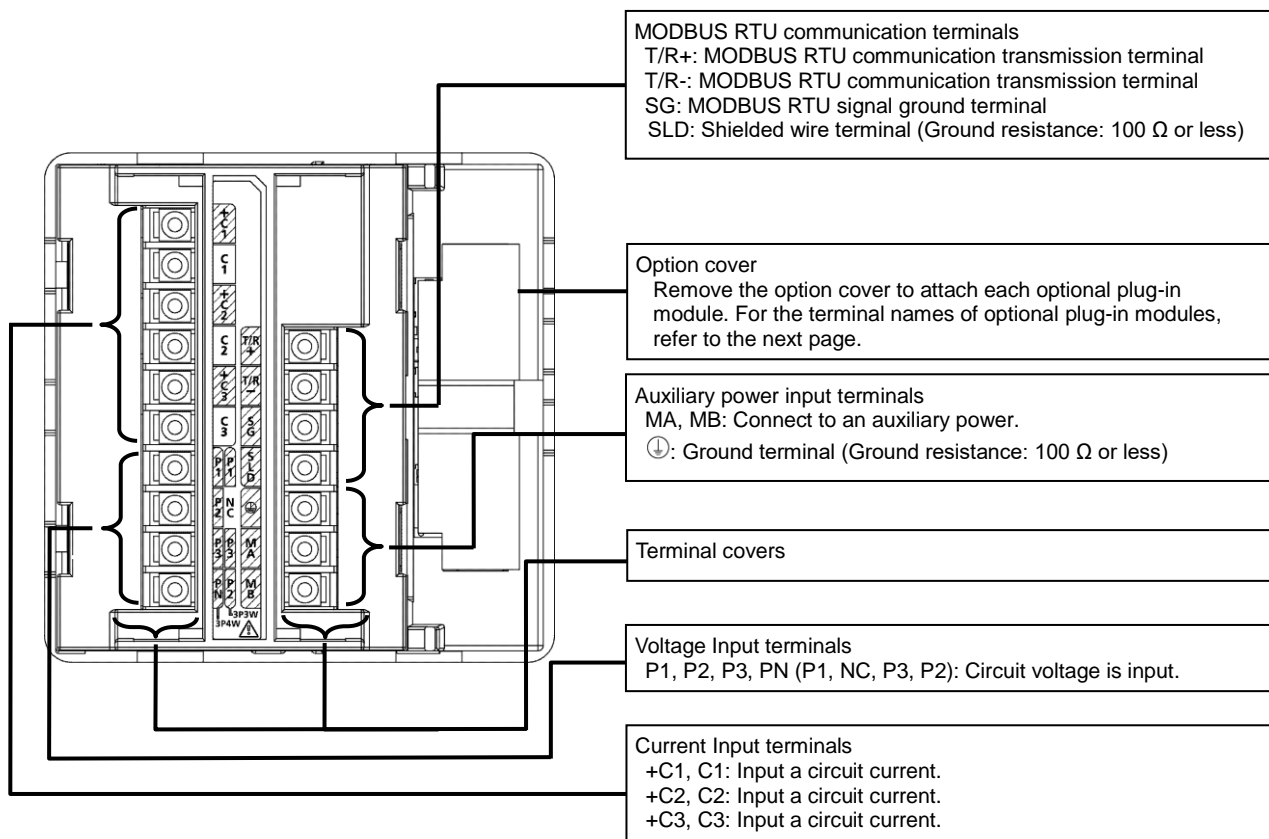 MODBUS RTU communication terminals
T/R+: MODBUS RTU communication transmission terminal
T/R-: MODBUS RTU communication transmission terminal
SG: MODBUS RTU signal ground terminal
SLD: Shielded wire terminal (Ground resistance: 100 Ω or less)
Option cover
Remove the option cover to attach each optional plug-in
module. For the terminal names of optional plug-in modules,
refer to the next page.
Auxiliary power input terminals
MA, MB: Connect to an auxiliary power.
⏚: Ground terminal (Ground resistance: 100 Ω or less)
Terminal covers
Voltage Input terminals
P1, P2, P3, PN (P1, NC, P3, P2): Circuit voltage is input.
Current Input terminals
+C1, C1: Input a circuit current.
+C2, C2: Input a circuit current.
+C3, C3: Input a circuit current.
+C1
C1
+C2
C2
+C3
C3
P1
P2
P3
PN
P1
NC
P3
P2
T/R+
T/R-
SG
SLD
⏚
MA
MB
3P3W
3P4W